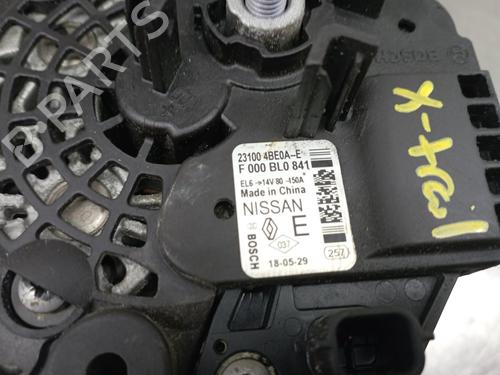 BOSCH
B+
23100 4BE0A-E
F 000 BL0 841
EL6 →14V 80 -150A
Made in China
NISSAN
BOSCH
E
037
18-05-29
257
X-Trail
B-Parts